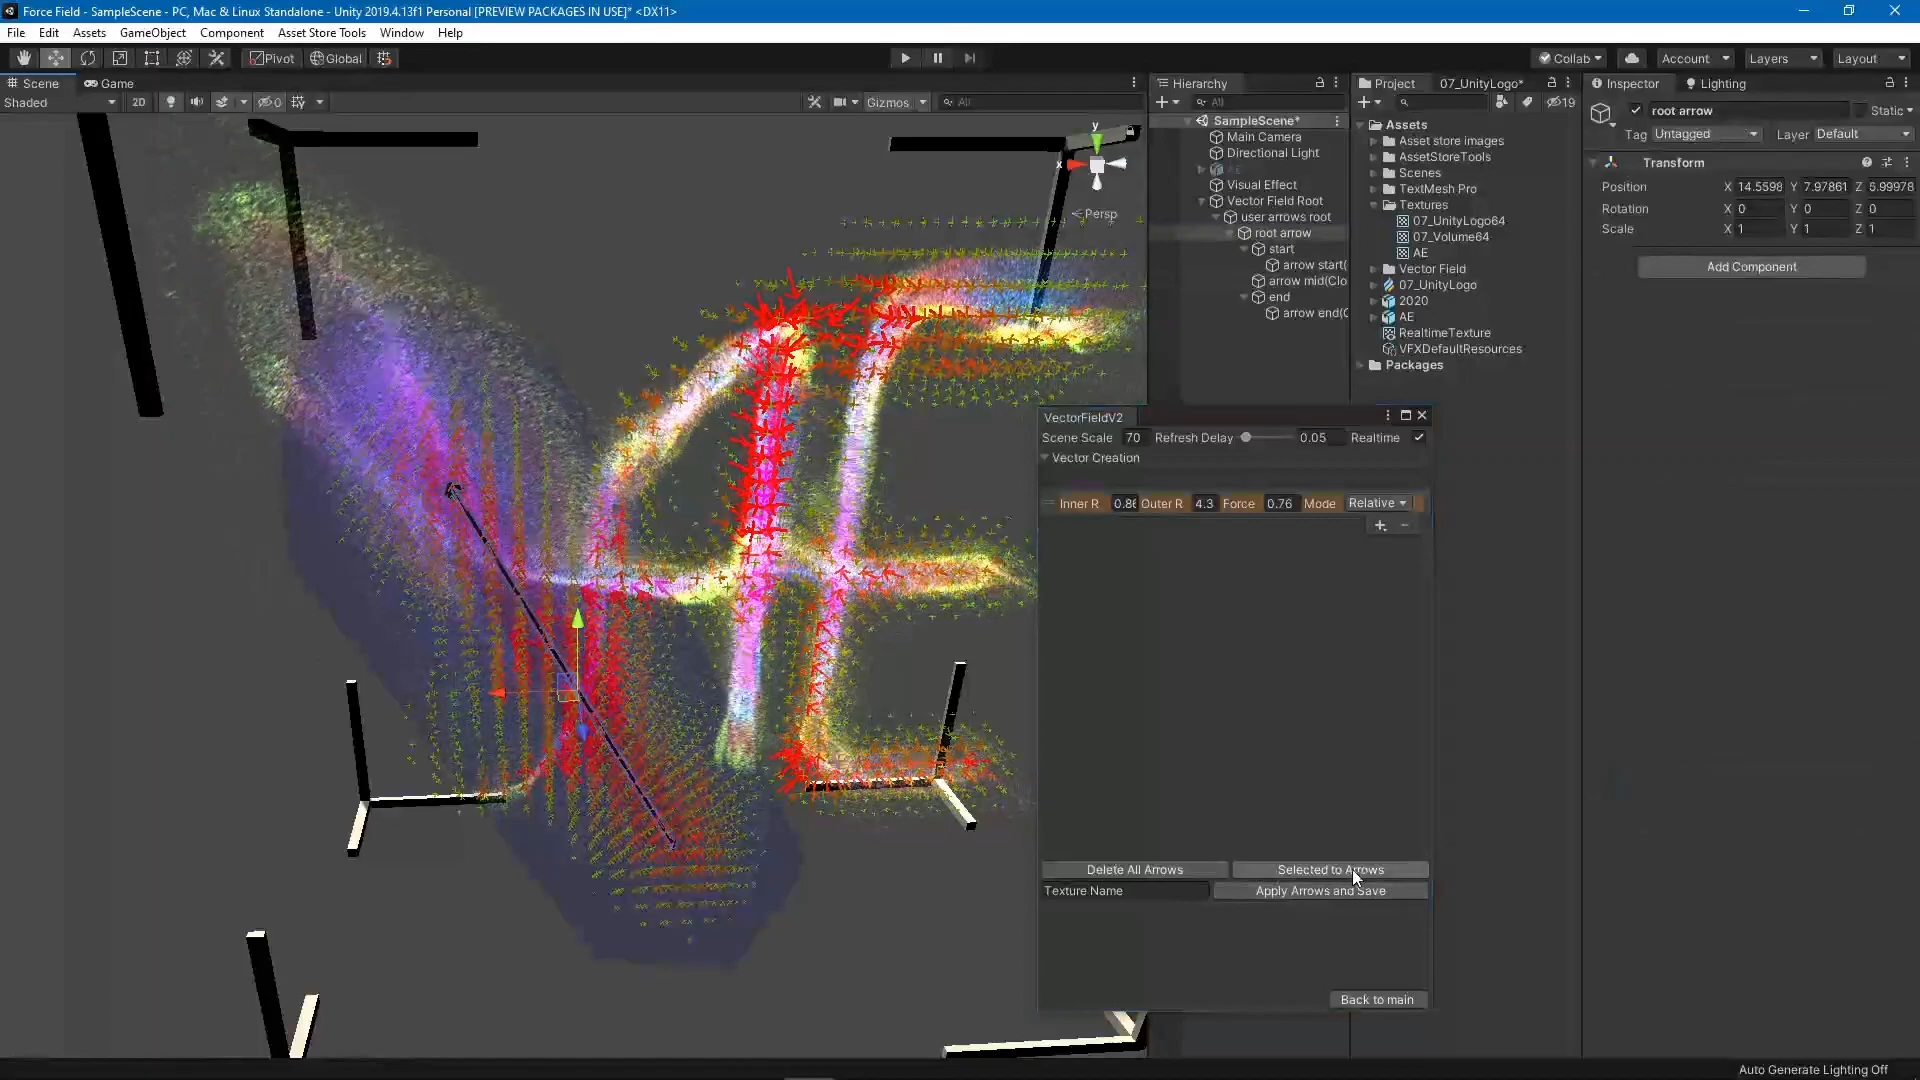 Force Field - SampleScene - PC, Mac & Linux Standalone - Unity 2019.4.13f1 Personal [PREVIEW PACKAGES IN USE]* <DX11>
File Edit Assets GameObject Component Asset Store Tools Window Help
Pivot Global Collab Account Layers Layout
Scene Game Hierarchy Project 07_UnityLogo* Inspector Lighting
Shaded 2D 0 Gizmos All All 19
SampleScene*
Main Camera
Directional Light
AE
Visual Effect
Vector Field Root
user arrows root
root arrow
start
arrow start(
arrow mid(Clo
end
arrow end(C
Assets
Asset store images
AssetStoreTools
Scenes
TextMesh Pro
Textures
07_UnityLogo64
07_Volume64
AE
Vector Field
07_UnityLogo
2020
AE
RealtimeTexture
VFXDefaultResources
Packages
root arrow Static
Tag Untagged Layer Default
Transform
Position X 14.5598 Y 7.97861 Z 5.99978
Rotation X 0 Y 0 Z 0
Scale X 1 Y 1 Z 1
Add Component
y
x
Persp
VectorFieldV2
Scene Scale 70 Refresh Delay 0.05 Realtime
Vector Creation
Inner R Outer R 4.3 Force 0.76 Mode Relative
Delete All Arrows Selected to Arrows
Texture Name Apply Arrows and Save
Back to main
Auto Generate Lighting Off